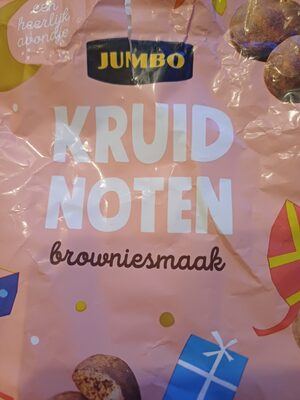 een
heerlijk
avondje
JUMBO
KRUID
NOTEN
browniesmaak